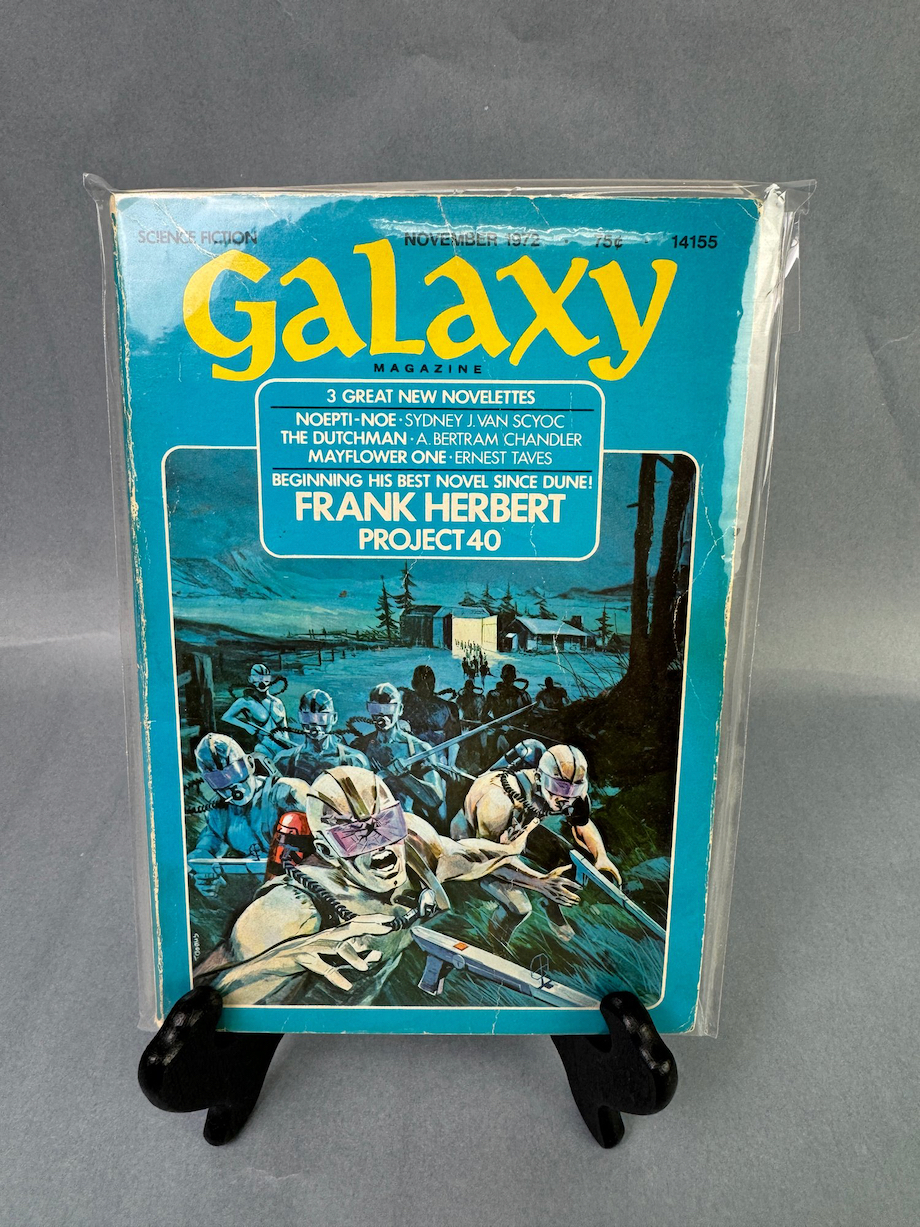 SCIENCE FICTION NOVEMBER 1972 · 75¢ · 14155
Galaxy
MAGAZINE
3 GREAT NEW NOVELETTES
NOEPTI-NOE · SYDNEY J. VAN SCYOC
THE DUTCHMAN · A. BERTRAM CHANDLER
MAYFLOWER ONE · ERNEST TAVES
BEGINNING HIS BEST NOVEL SINCE DUNE!
FRANK HERBERT
PROJECT 40